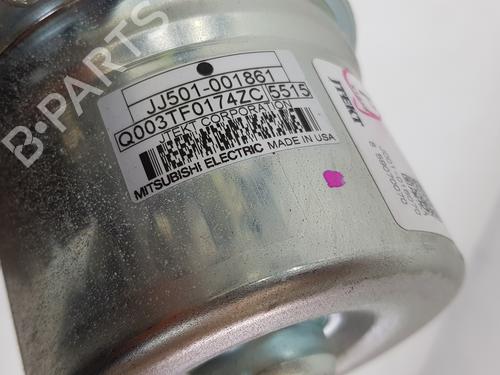 JJ501-001861
Q003TF0174ZC 5515
JTEKT CORPORATION
MITSUBISHI ELECTRIC MADE IN USA
JTEKT
B-PARTS